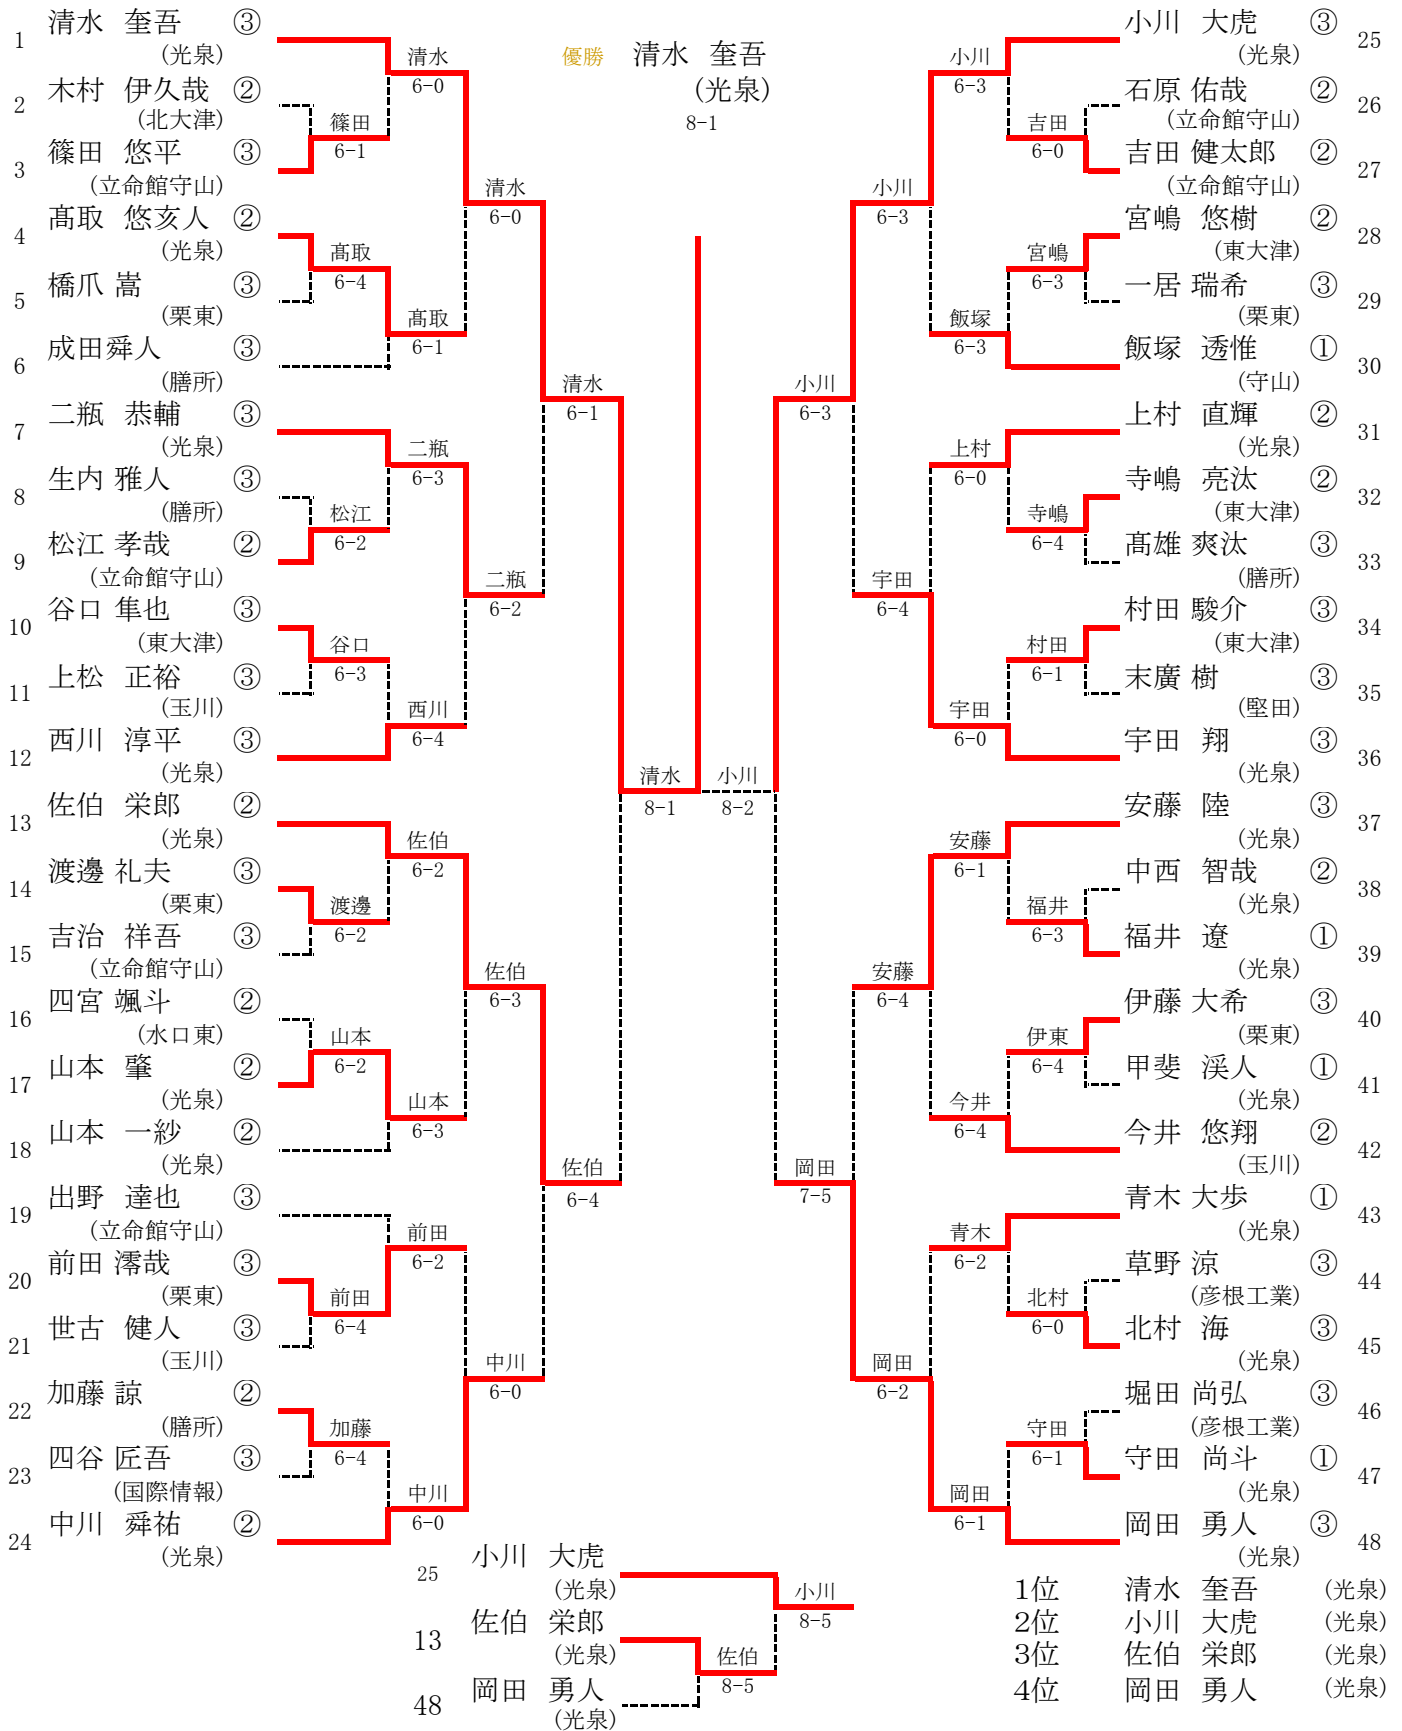 優勝 清水 奎吾
(光泉)
8-1
1 清水 奎吾 ③
(光泉)
2 木村 伊久哉 ②
(北大津)
3 篠田 悠平 ③
(立命館守山)
4 髙取 悠亥人 ②
(光泉)
5 橋爪 嵩 ③
(栗東)
6 成田舜人 ③
(膳所)
7 二瓶 恭輔 ③
(光泉)
8 生内 雅人 ③
(膳所)
9 松江 孝哉 ②
(立命館守山)
10 谷口 隼也 ③
(東大津)
11 上松 正裕 ③
(玉川)
12 西川 淳平 ③
(光泉)
13 佐伯 栄郎 ②
(光泉)
14 渡邊 礼夫 ③
(栗東)
15 吉治 祥吾 ③
(立命館守山)
16 四宮 颯斗 ②
(水口東)
17 山本 肇 ②
(光泉)
18 山本 一紗 ②
(光泉)
19 出野 達也 ③
(立命館守山)
20 前田 澪哉 ③
(栗東)
21 世古 健人 ③
(玉川)
22 加藤 諒 ②
(膳所)
23 四谷 匠吾 ③
(国際情報)
24 中川 舜祐 ②
(光泉)
篠田
6-1
髙取
6-4
松江
6-2
谷口
6-3
渡邊
6-2
山本
6-2
前田
6-4
加藤
6-4
清水
6-0
髙取
6-1
二瓶
6-3
西川
6-4
佐伯
6-2
山本
6-3
前田
6-2
中川
6-0
清水
6-0
二瓶
6-2
佐伯
6-3
中川
6-0
清水
6-1
佐伯
6-4
清水
8-1
小川
8-2
小川
6-3
岡田
7-5
小川
6-3
宇田
6-4
安藤
6-4
岡田
6-2
小川
6-3
飯塚
6-3
上村
6-0
宇田
6-0
安藤
6-1
今井
6-4
青木
6-2
岡田
6-1
吉田
6-0
宮嶋
6-3
寺嶋
6-4
村田
6-1
福井
6-3
伊東
6-4
北村
6-0
守田
6-1
小川 大虎 ③ 25
(光泉)
石原 佑哉 ② 26
(立命館守山)
吉田 健太郎 ② 27
(立命館守山)
宮嶋 悠樹 ② 28
(東大津)
一居 瑞希 ③ 29
(栗東)
飯塚 透惟 ① 30
(守山)
上村 直輝 ② 31
(光泉)
寺嶋 亮汰 ② 32
(東大津)
髙雄 爽汰 ③ 33
(膳所)
村田 駿介 ③ 34
(東大津)
末廣 樹 ③ 35
(堅田)
宇田 翔 ③ 36
(光泉)
安藤 陸 ③ 37
(光泉)
中西 智哉 ② 38
(光泉)
福井 遼 ① 39
(光泉)
伊藤 大希 ③ 40
(栗東)
甲斐 渓人 ① 41
(光泉)
今井 悠翔 ② 42
(玉川)
青木 大歩 ① 43
(光泉)
草野 涼 ③ 44
(彦根工業)
北村 海 ③ 45
(光泉)
堀田 尚弘 ③ 46
(彦根工業)
守田 尚斗 ① 47
(光泉)
岡田 勇人 ③ 48
(光泉)
25 小川 大虎
(光泉)
13 佐伯 栄郎
(光泉)
48 岡田 勇人
(光泉)
佐伯
8-5
小川
8-5
1位 清水 奎吾 (光泉)
2位 小川 大虎 (光泉)
3位 佐伯 栄郎 (光泉)
4位 岡田 勇人 (光泉)